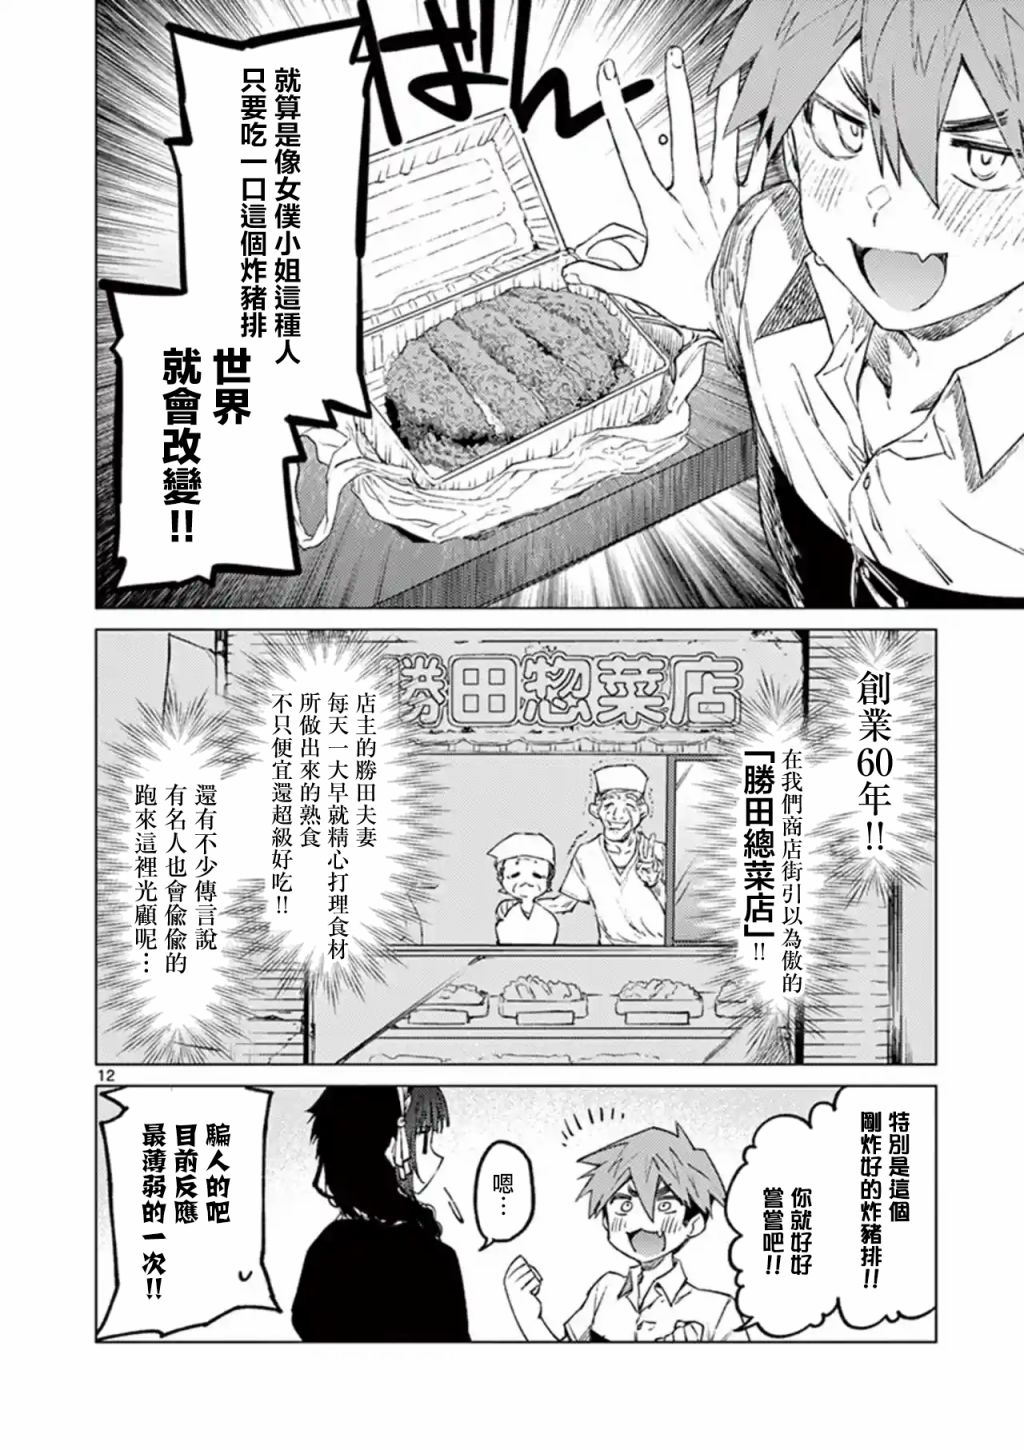 ばん
就算是像女僕小姐這種人
只要吃一口這個炸豬排
世界
就會改變!!
創業60年!!
在我們商店街引以為傲的
「勝田總菜店」!!
勝田惣菜店
店主的勝田夫妻
每天一大早就精心打理食材
所做出來的熟食
不只便宜還超級好吃!!
還有不少傳言說
有名人也會偷偷的
跑來這裡光顧呢…
12
特別是這個
剛炸好的炸豬排!!
你就好好
嘗嘗吧!!
嗯…
騙人的吧
目前反應
最薄弱的一次!!